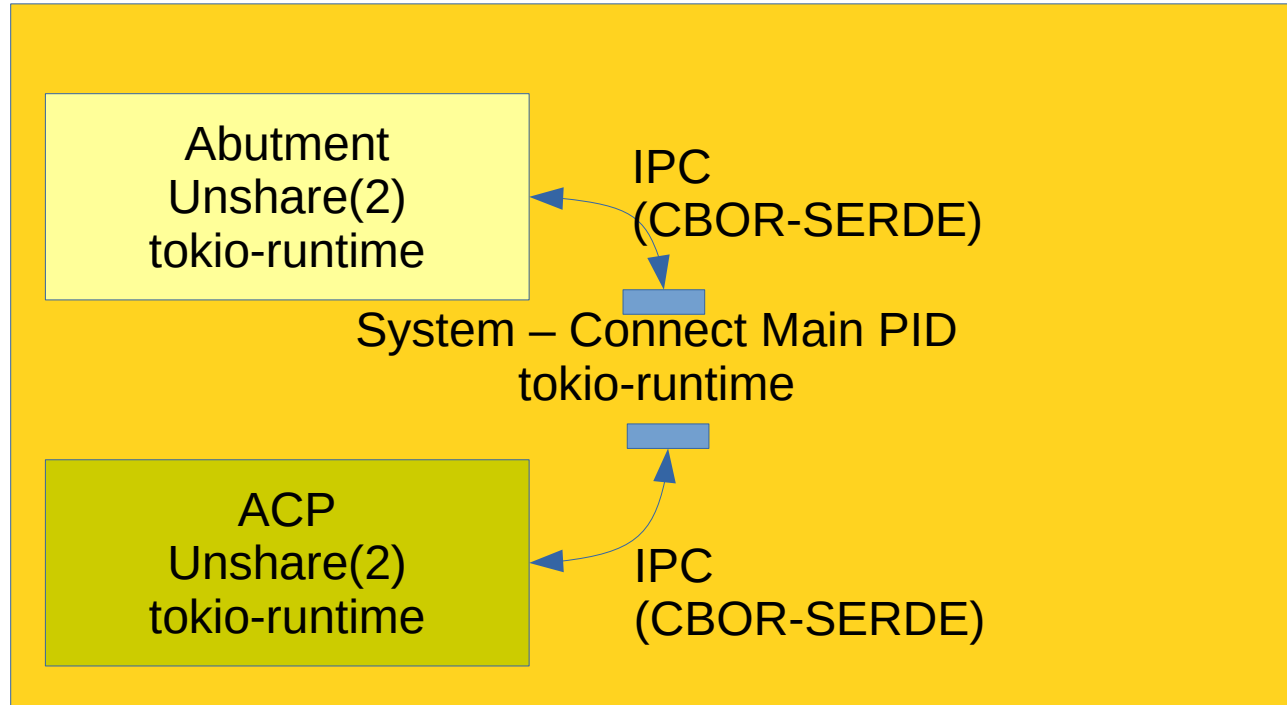 Abutment
Unshare(2)
tokio-runtime
IPC
(CBOR-SERDE)
System – Connect Main PID
tokio-runtime
ACP
Unshare(2)
tokio-runtime
IPC
(CBOR-SERDE)